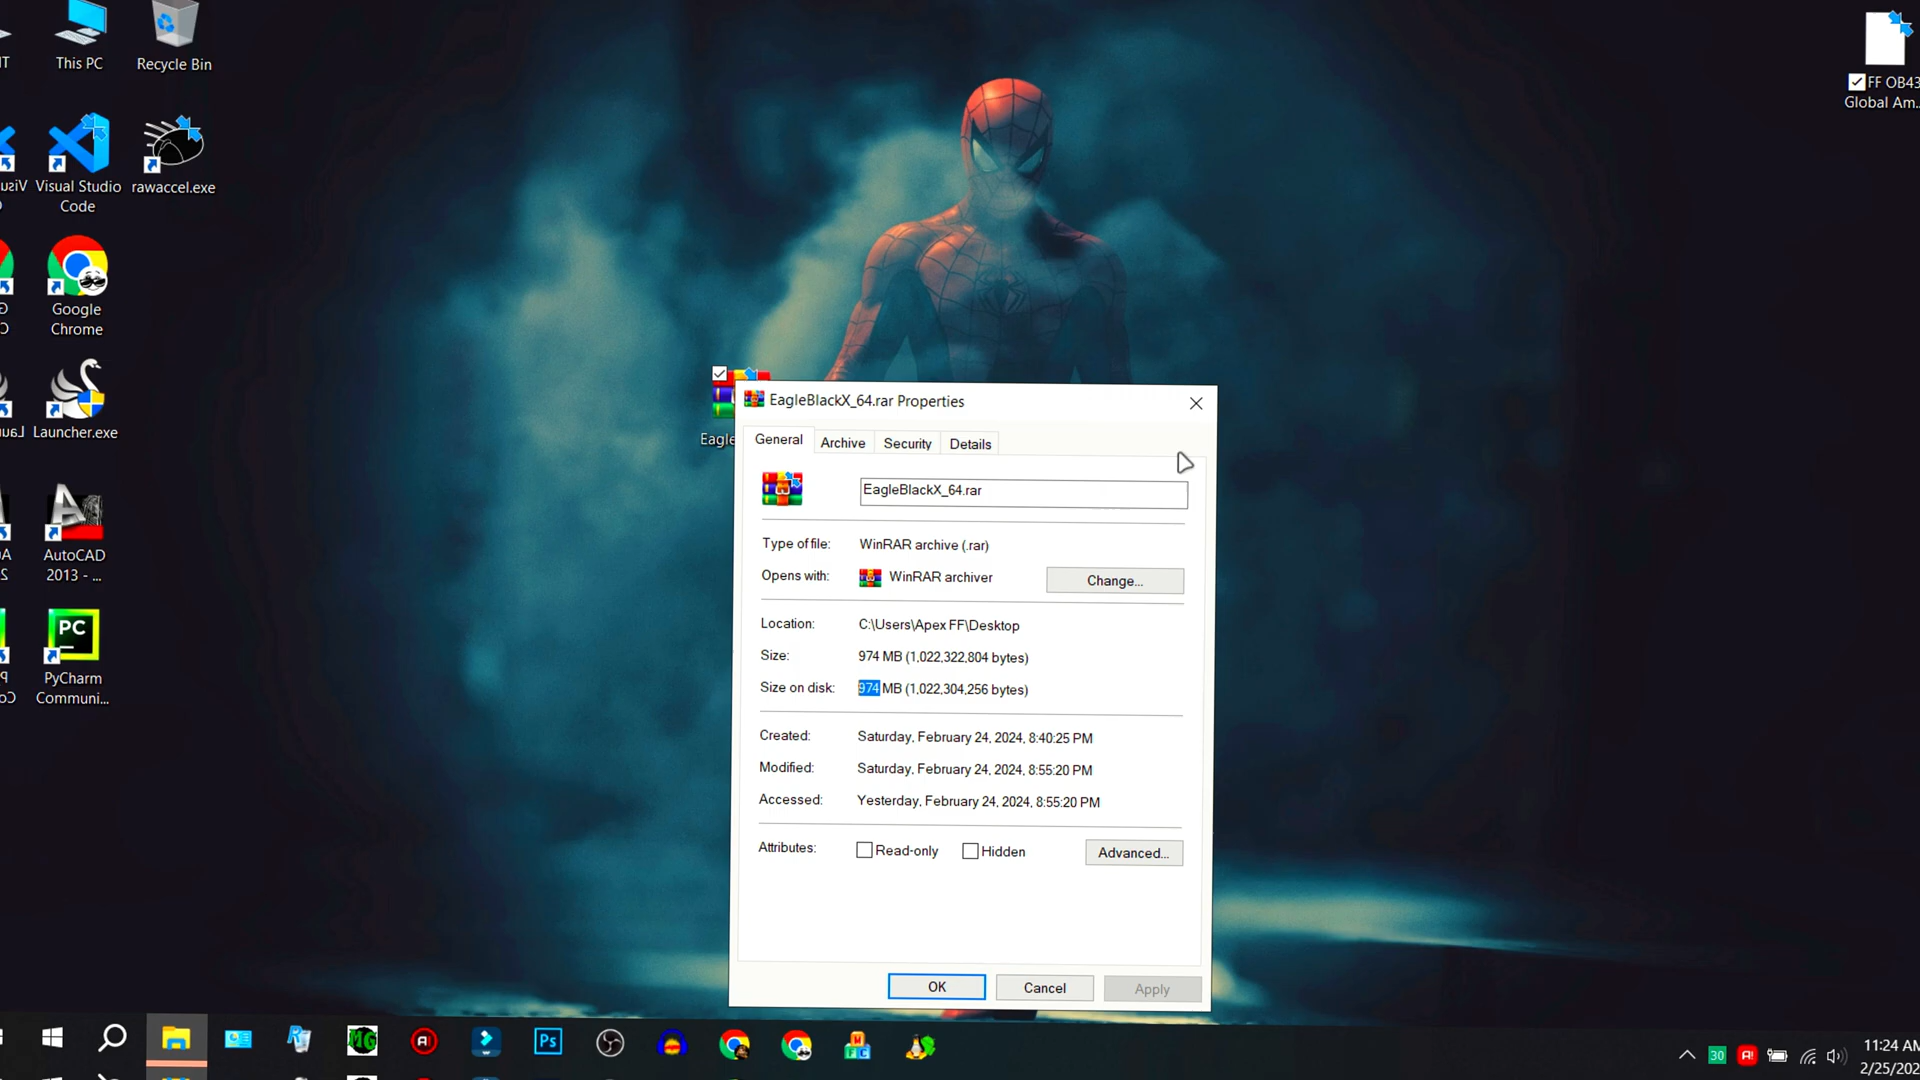 This PC
Recycle Bin
Visual Studio
Code
rawaccel.exe
Google
Chrome
Launcher.exe
AutoCAD
2013 - ...
PC
PyCharm
Communi...
FF OB43
Global Am...
Eagle
EagleBlackX_64.rar Properties
General
Archive
Security
Details
EagleBlackX_64.rar
Type of file:
WinRAR archive (.rar)
Opens with:
WinRAR archiver
Change...
Location:
C:\Users\Apex FF\Desktop
Size:
974 MB (1,022,322,804 bytes)
Size on disk:
974 MB (1,022,304,256 bytes)
Created:
Saturday, February 24, 2024, 8:40:25 PM
Modified:
Saturday, February 24, 2024, 8:55:20 PM
Accessed:
Yesterday, February 24, 2024, 8:55:20 PM
Attributes:
Read-only
Hidden
Advanced...
OK
Cancel
Apply
MG
A!
Ps
30
A!
11:24 AM
2/25/202